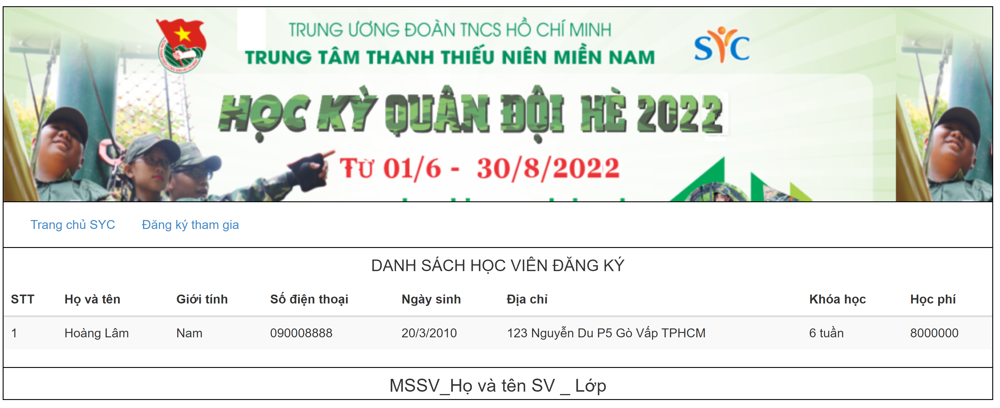 TRUNG ƯƠNG ĐOÀN TNCS HỒ CHÍ MINH
TRUNG TÂM THANH THIẾU NIÊN MIỀN NAM
SYC
HỌC KỲ QUÂN ĐỘI HÈ 2022
TỪ 01/6 - 30/8/2022
Trang chủ SYC Đăng ký tham gia
DANH SÁCH HỌC VIÊN ĐĂNG KÝ
STT Họ và tên Giới tính Số điện thoại Ngày sinh Địa chỉ Khóa học Học phí
1 Hoàng Lâm Nam 090008888 20/3/2010 123 Nguyễn Du P5 Gò Vấp TPHCM 6 tuần 8000000
MSSV_Họ và tên SV _ Lớp